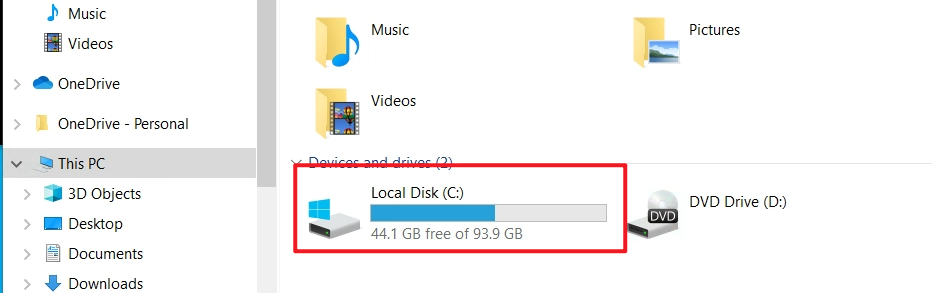 Music
Videos
OneDrive
OneDrive - Personal
This PC
3D Objects
Desktop
Documents
Downloads
Music
Pictures
Videos
Devices and drives (2)
Local Disk (C:)
44.1 GB free of 93.9 GB
DVD
DVD Drive (D:)